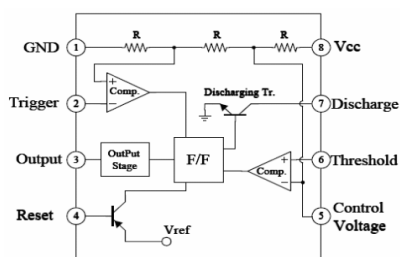 R R R
GND 1 8 Vcc
Comp.
Discharging Tr.
Trigger 2 7 Discharge
Output 3 OutPut Stage F/F Comp. 6 Threshold
Reset 4 5 Control Voltage
Vref